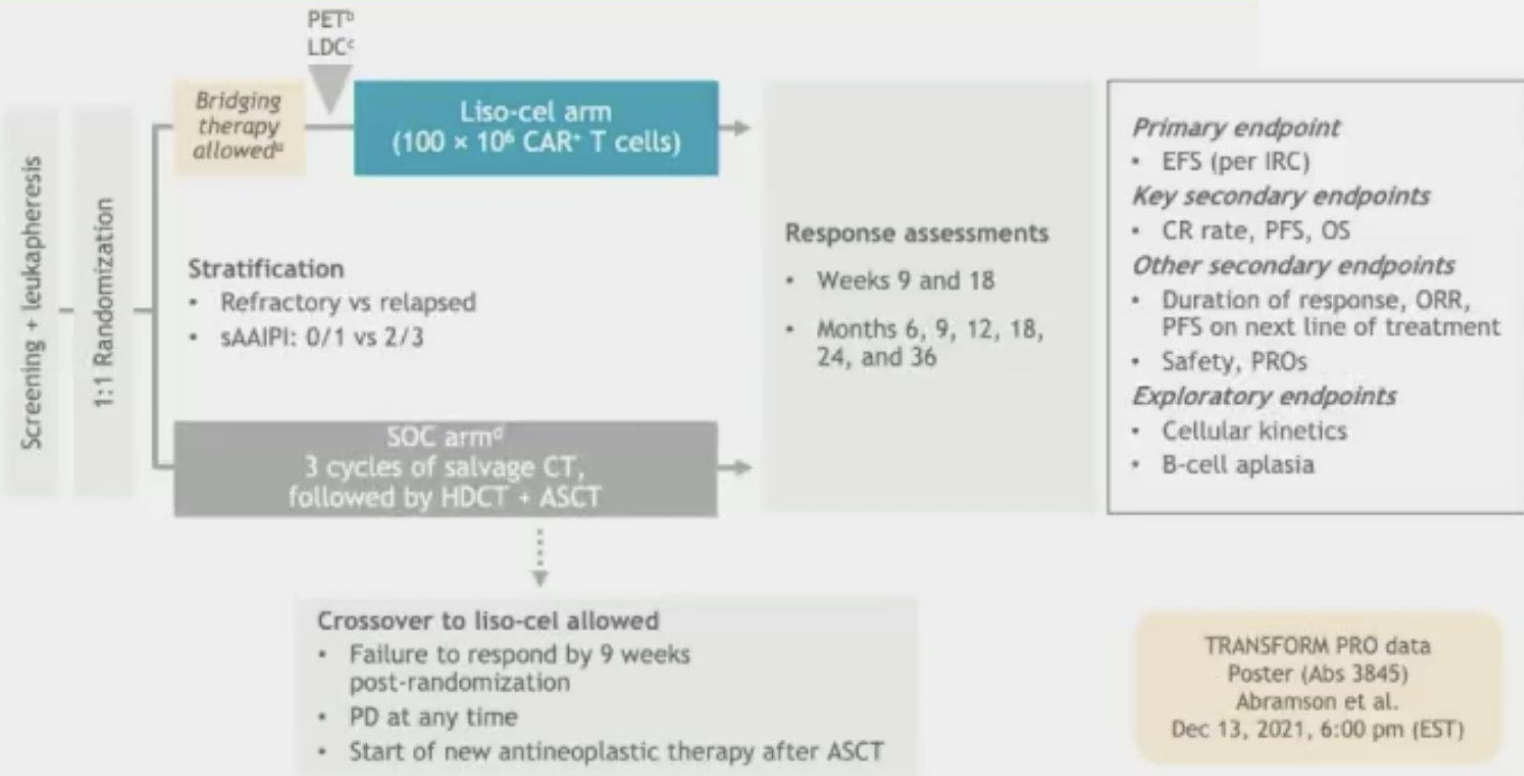 PETᵇ
LDCᶜ
Screening + leukapheresis
1:1 Randomization
Bridging
therapy
allowedᵃ
Liso-cel arm
(100 × 10⁶ CAR⁺ T cells)
Stratification
• Refractory vs relapsed
• sAAIPI: 0/1 vs 2/3
SOC armᵈ
3 cycles of salvage CT,
followed by HDCT + ASCT
Crossover to liso-cel allowed
• Failure to respond by 9 weeks
post-randomization
• PD at any time
• Start of new antineoplastic therapy after ASCT
Response assessments
• Weeks 9 and 18
• Months 6, 9, 12, 18,
24, and 36
Primary endpoint
• EFS (per IRC)
Key secondary endpoints
• CR rate, PFS, OS
Other secondary endpoints
• Duration of response, ORR,
PFS on next line of treatment
• Safety, PROs
Exploratory endpoints
• Cellular kinetics
• B-cell aplasia
TRANSFORM PRO data
Poster (Abs 3845)
Abramson et al.
Dec 13, 2021, 6:00 pm (EST)